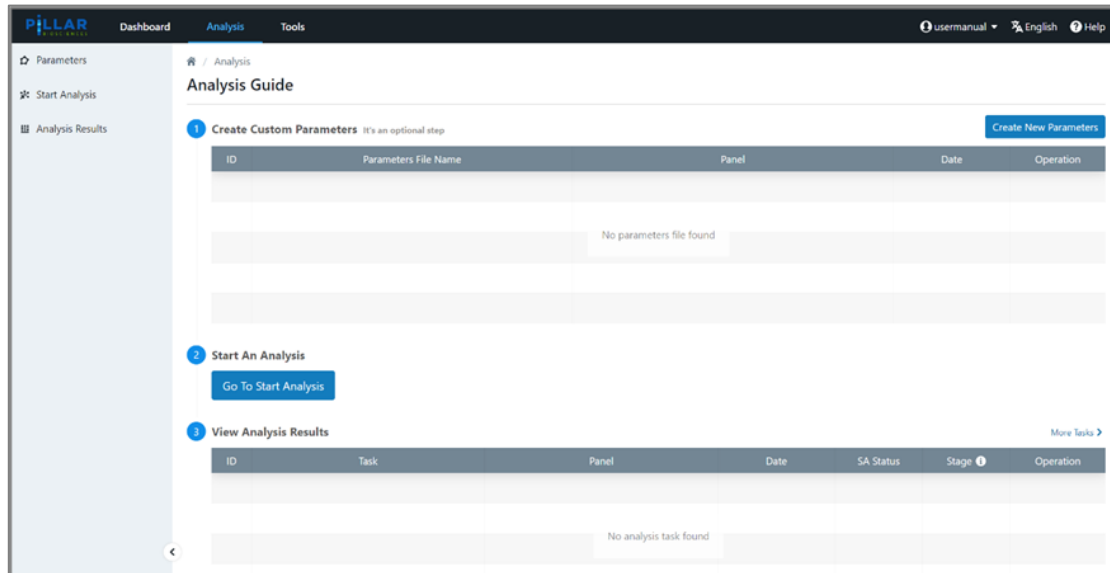 PiLLAR Dashboard Analysis Tools usermanual English Help
BIOSCIENCES
Parameters
Start Analysis
Analysis Results
/ Analysis
Analysis Guide
1 Create Custom Parameters It's an optional step Create New Parameters
ID Parameters File Name Panel Date Operation
No parameters file found
2 Start An Analysis
Go To Start Analysis
3 View Analysis Results More Tasks
ID Task Panel Date SA Status Stage Operation
No analysis task found